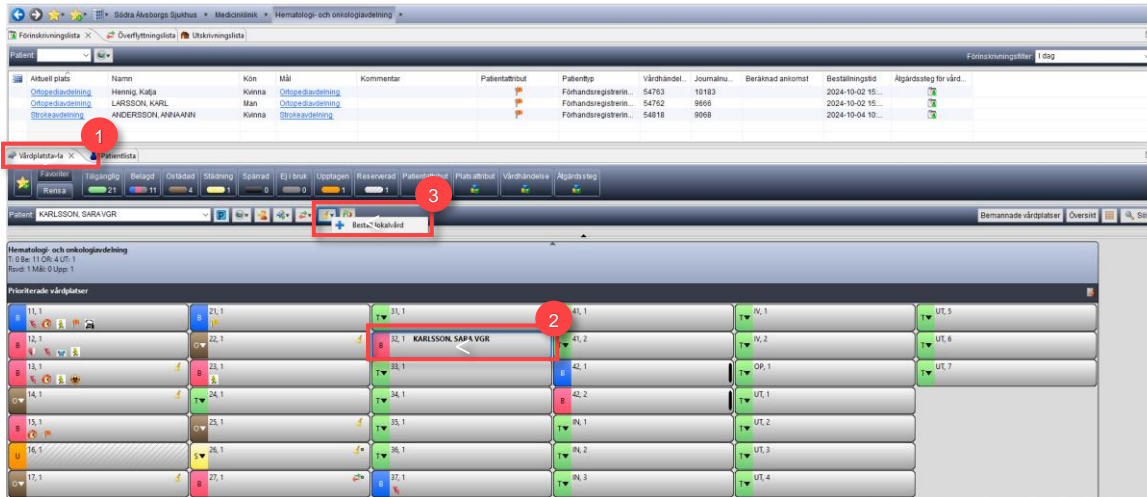 Södra Älvsborgs Sjukhus Medicinklinik Hematologi- och onkologiavdelning
Förinskrivningslista Överflyttningslista Utskrivningslista
Patient Förinskrivningsfilter: I dag
Aktuell plats Namn Kön Mål Kommentar Patientattribut Patienttyp Vårdhändel... Journalnu... Beräknad ankomst Beställningstid Åtgärdssteg för vård...
Ortopediavdelning Hennig, Katja Kvinna Ortopediavdelning Förhandsregistrerin... 54763 10183 2024-10-02 15:...
Ortopediavdelning LARSSON, KARL Man Ortopediavdelning Förhandsregistrerin... 54762 9666 2024-10-02 15:...
Strokeavdelning ANDERSSON, ANNAANN Kvinna Strokeavdelning Förhandsregistrerin... 54818 9068 2024-10-04 10:...
1
Vårdplatstavla Patientlista
Favoriter Tillgänglig Belagd Ostädad Städning Spärrad Ej i bruk Upptagen Reserverad Patientattribut Platsattribut Vårdhändelse Åtgärdssteg
Rensa 21 11 4 1 0 0 1 1
3
Patient KARLSSON, SARA VGR Bemannade vårdplatser Översikt
lokalvård
Hematologi- och onkologiavdelning
T: 0 Be: 11 OR: 4 UT: 1
Rsvd: 1 Mål: 0 Upp: 1
Prioriterade vårdplatser
2
B 11, 1 B 21, 1 T 31, 1 41, 1 T IV, 1 T UT, 5
B 12, 1 O 22, 1 B 32, 1 KARLSSON, SARA VGR T 41, 2 T IV, 2 T UT, 6
B 13, 1 B 23, 1 T 33, 1 B 42, 1 T OP, 1 T UT, 7
O 14, 1 T 24, 1 T 34, 1 B 42, 2 T UT, 1
B 15, 1 O 25, 1 T 35, 1 T IN, 1 T UT, 2
U 16, 1 S 26, 1 T 36, 1 T IN, 2 T UT, 3
O 17, 1 B 27, 1 B 37, 1 T IN, 3 T UT, 4